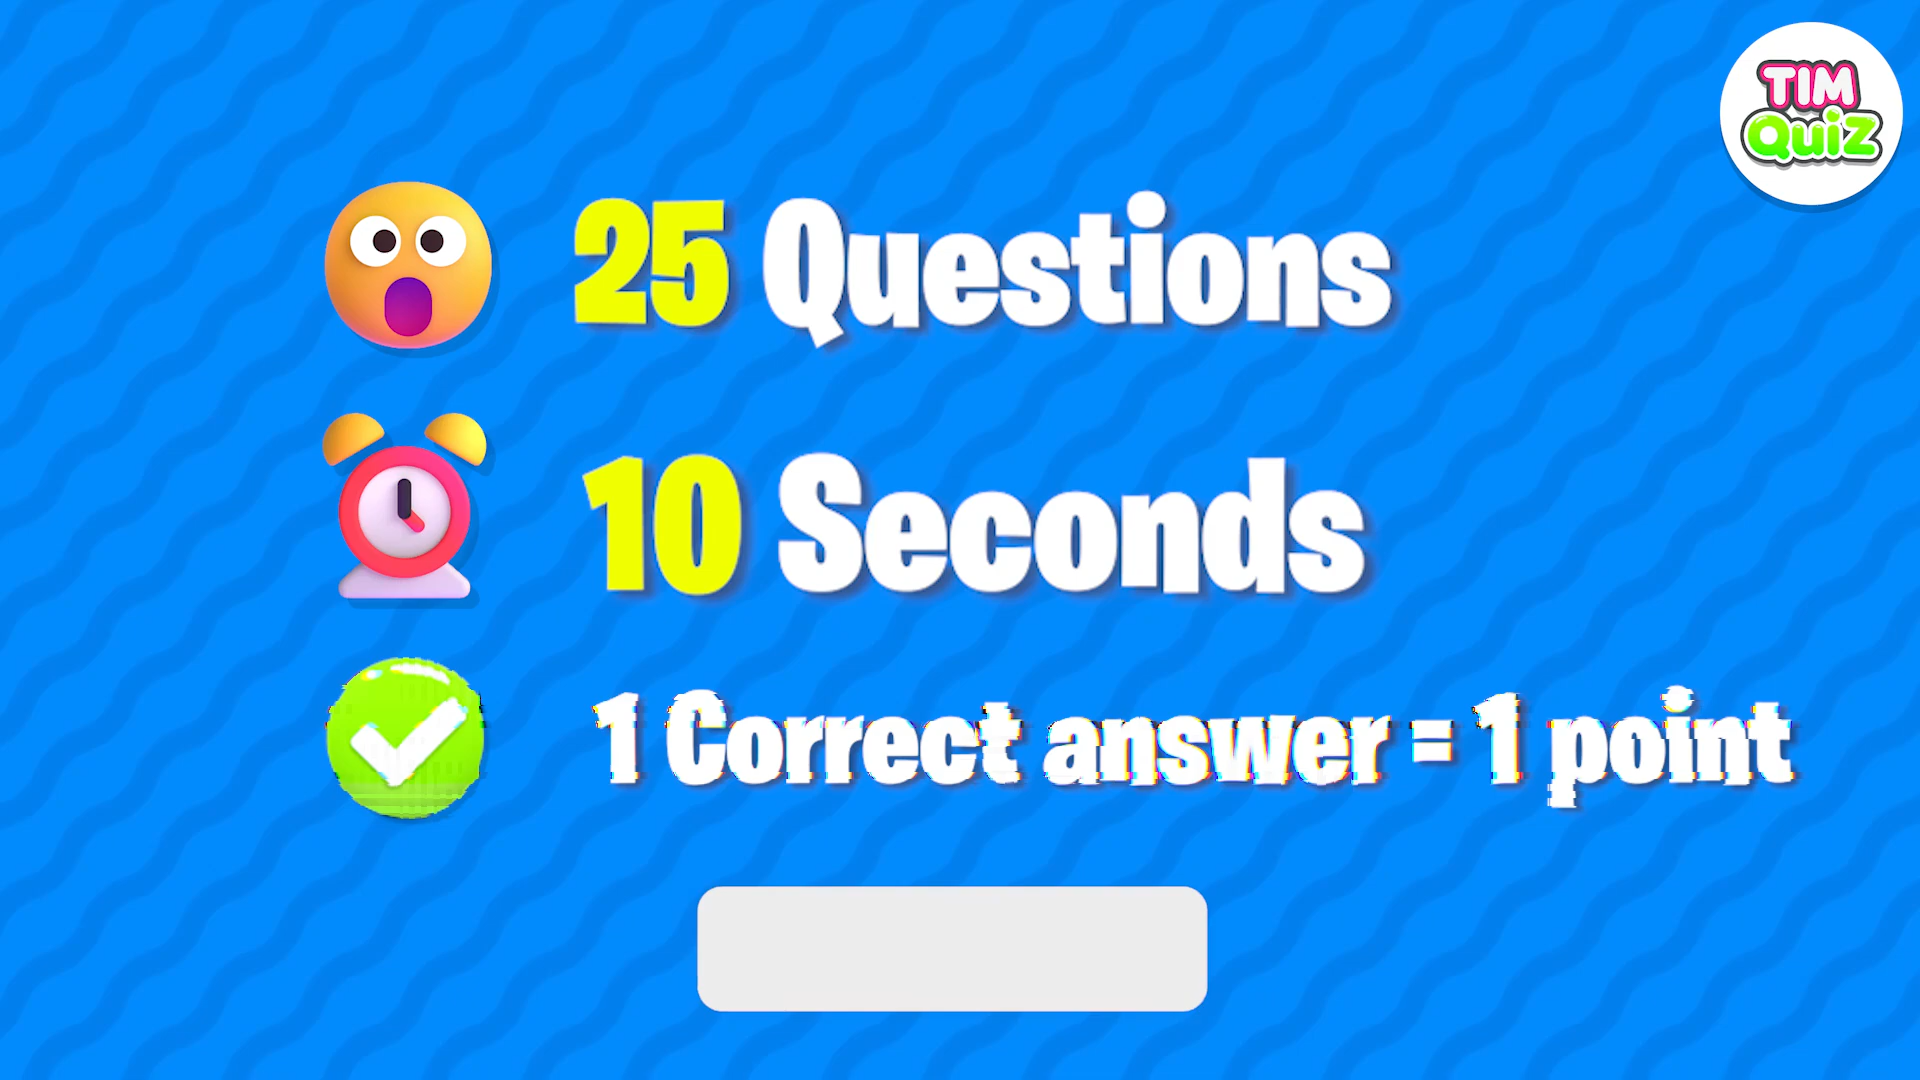 TIM
QuiZ
25 Questions
10 Seconds
1 Correct answer = 1 point